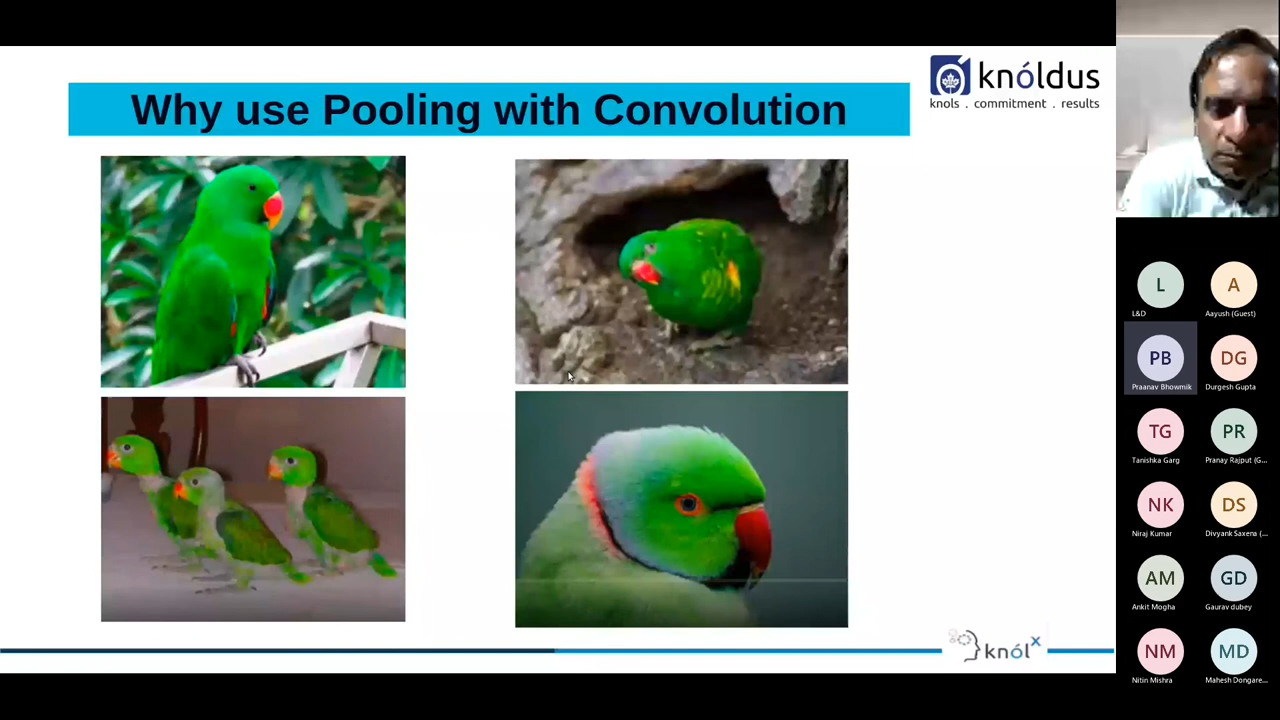 Why use Pooling with Convolution
knóldus
knols . commitment . results
knólx
L
L&D
A
Aayush (Guest)
PB
Praanav Bhowmik
DG
Durgesh Gupta
TG
Tanishka Garg
PR
Pranay Rajput (G...
NK
Niraj Kumar
DS
Divyank Saxena (...
AM
Ankit Mogha
GD
Gaurav dubey
NM
Nitin Mishra
MD
Mahesh Dongare...